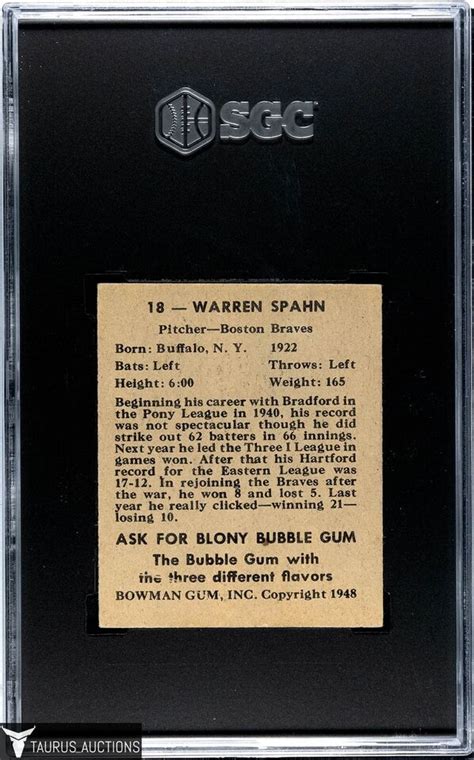 SGC
18 — WARREN SPAHN
Pitcher—Boston Braves
Born: Buffalo, N. Y. 1922
Bats: Left Throws: Left
Height: 6:00 Weight: 165
Beginning his career with Bradford in
the Pony League in 1940, his record
was not spectacular though he did
strike out 62 batters in 66 innings.
Next year he led the Three I League in
games won. After that his Hartford
record for the Eastern League was
17-12. In rejoining the Braves after
the war, he won 8 and lost 5. Last
year he really clicked—winning 21—
losing 10.
ASK FOR BLONY BUBBLE GUM
The Bubble Gum with
the three different flavors
BOWMAN GUM, INC. Copyright 1948
TAURUS_AUCTIONS